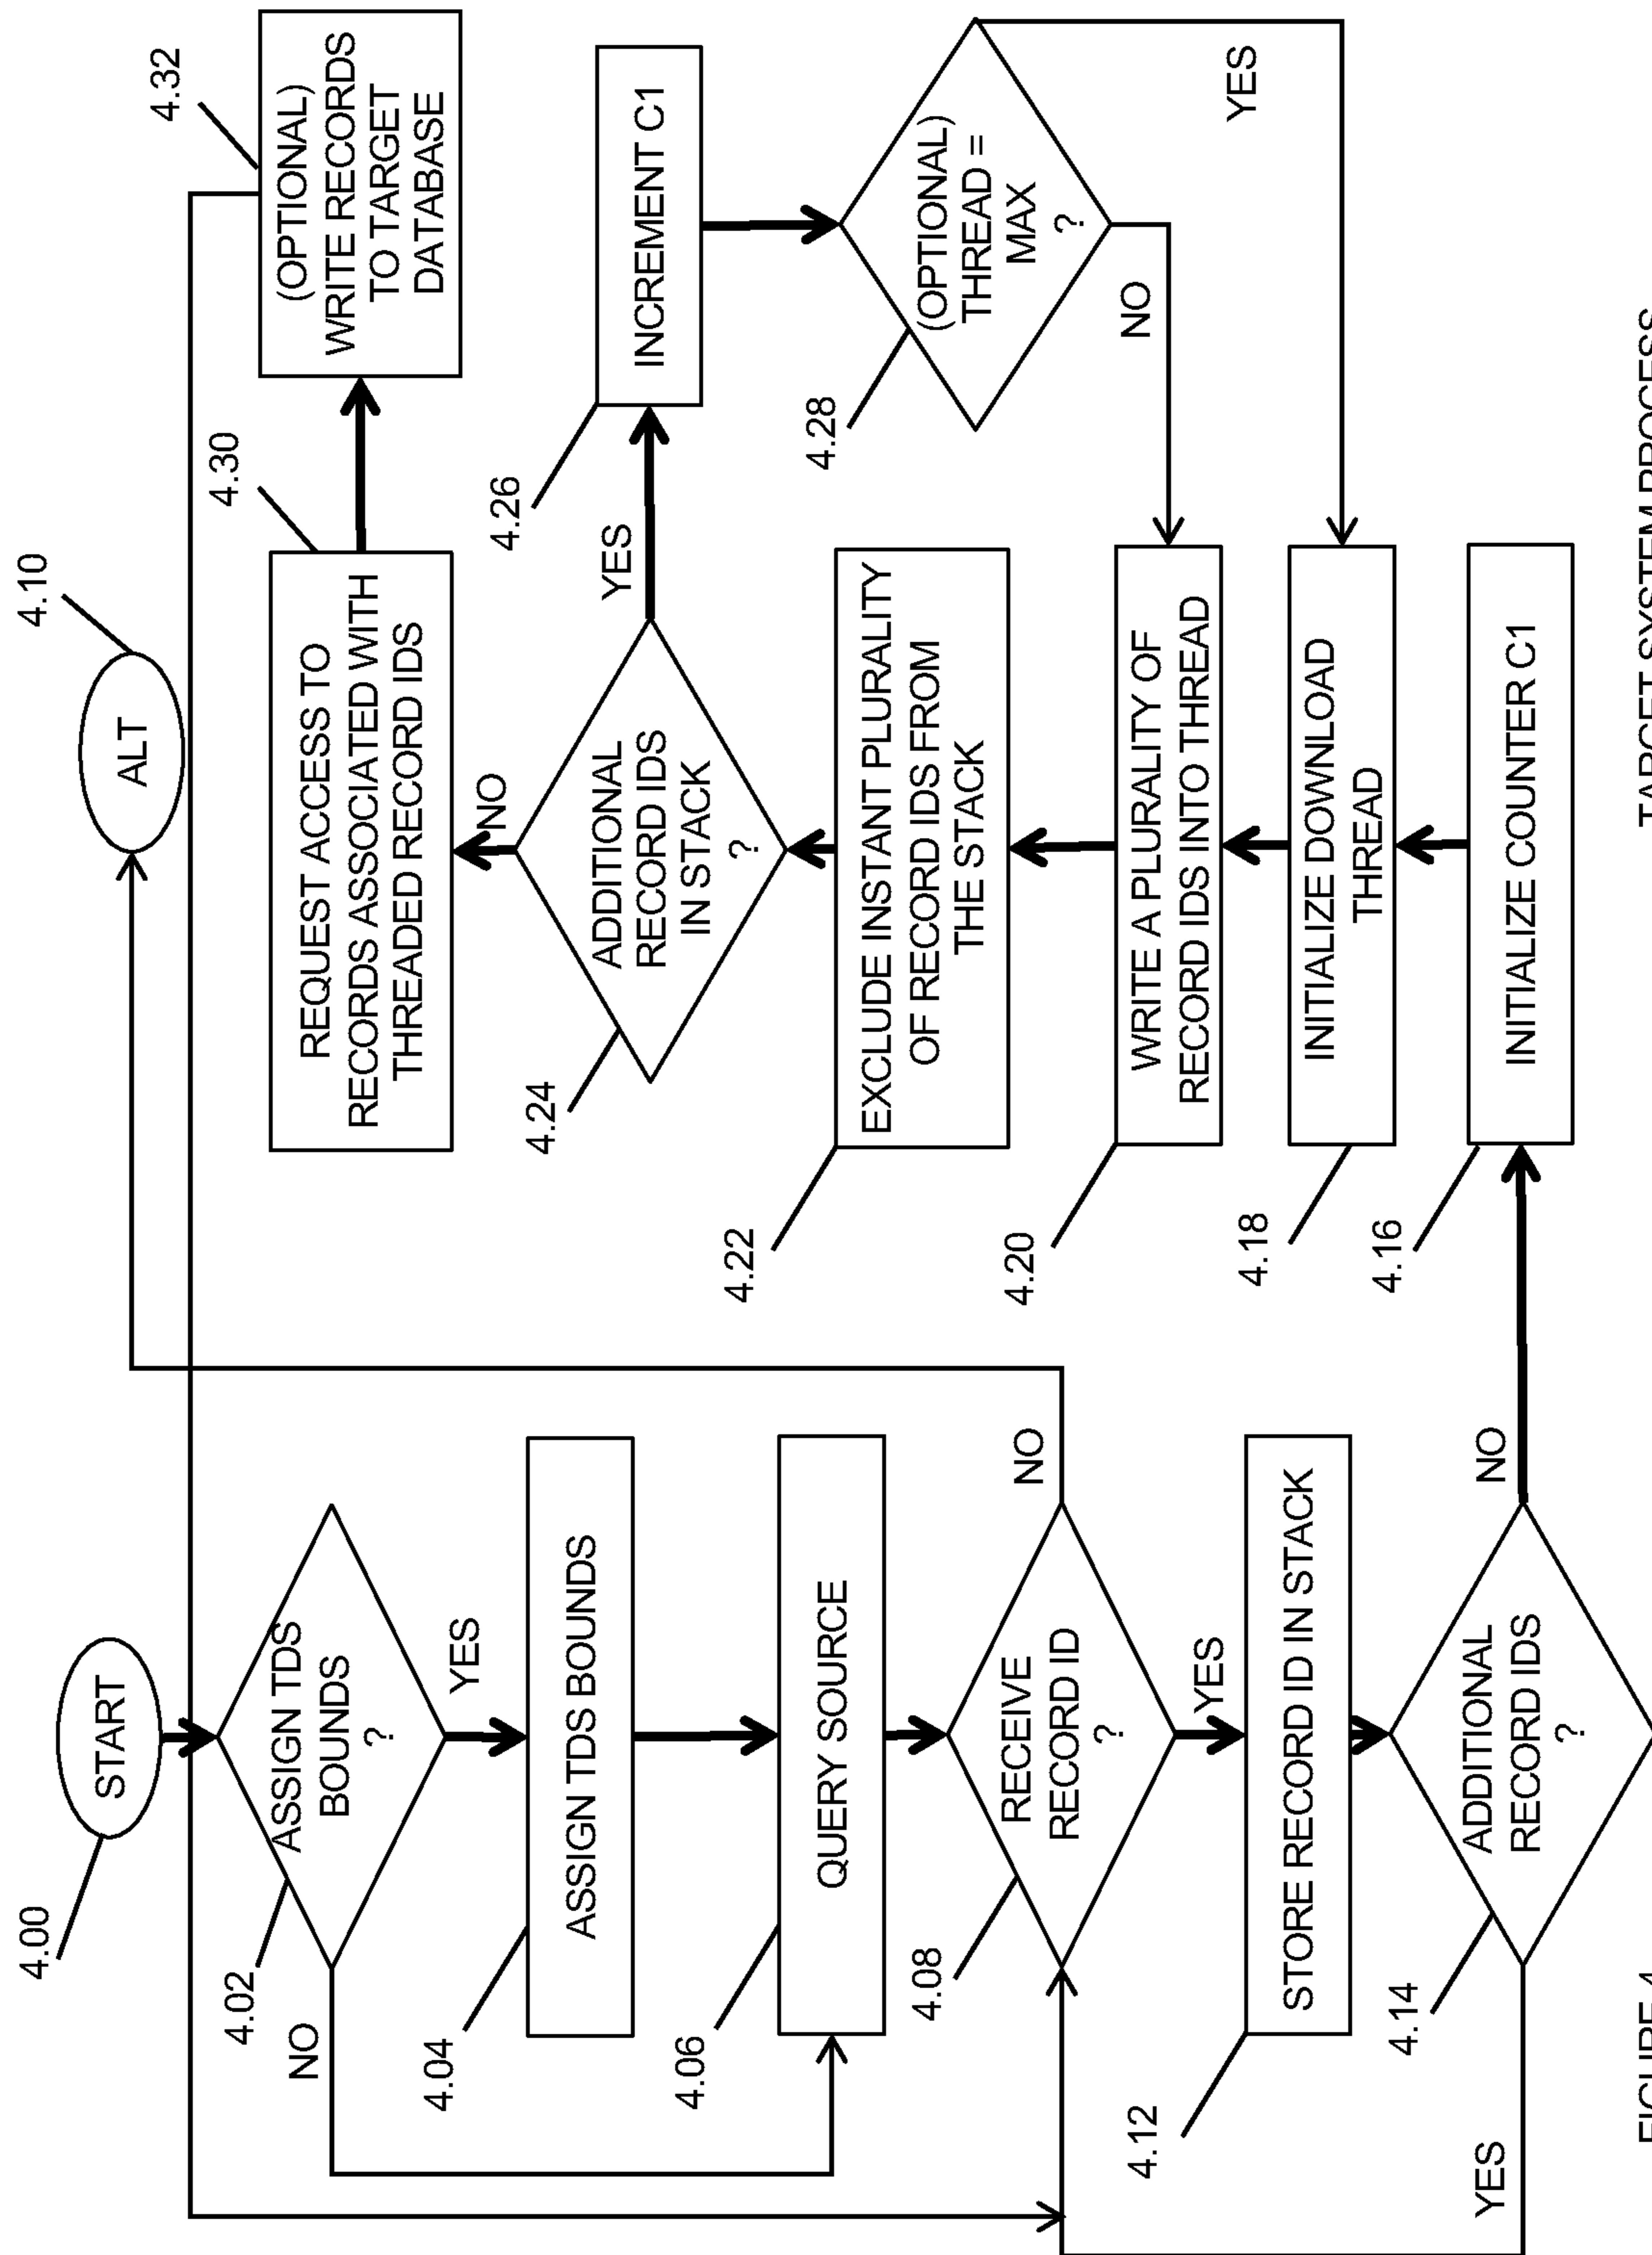 4.00
START
4.02
ASSIGN TDS
BOUNDS
?
NO
YES
4.04
ASSIGN TDS BOUNDS
4.06
QUERY SOURCE
4.08
RECEIVE
RECORD ID
?
NO
YES
4.12
STORE RECORD ID IN STACK
4.14
ADDITIONAL
RECORD IDS
?
YES
NO
4.10
ALT
4.30
REQUEST ACCESS TO
RECORDS ASSOCIATED WITH
THREADED RECORD IDS
4.32
(OPTIONAL)
WRITE RECORDS
TO TARGET
DATABASE
NO
4.24
ADDITIONAL
RECORD IDS
IN STACK
?
YES
4.26
INCREMENT C1
4.22
EXCLUDE INSTANT PLURALITY
OF RECORD IDS FROM
THE STACK
4.28
(OPTIONAL)
THREAD =
MAX
?
NO
YES
4.20
WRITE A PLURALITY OF
RECORD IDS INTO THREAD
4.18
INITIALIZE DOWNLOAD
THREAD
4.16
INITIALIZE COUNTER C1
FIGURE 4
TARGET SYSTEM PROCESS